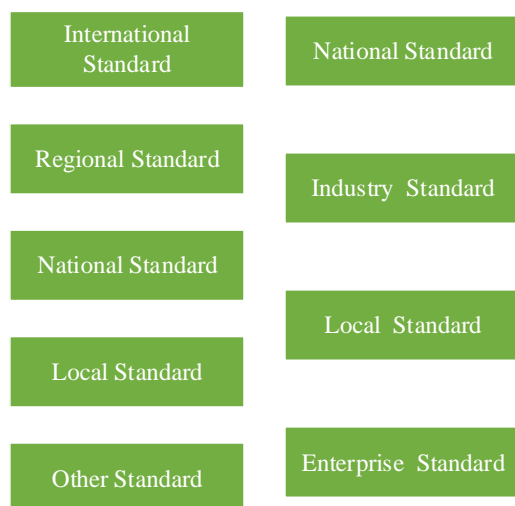 International
Standard
Regional Standard
National Standard
Local Standard
Other Standard
National Standard
Industry  Standard
Local  Standard
Enterprise  Standard